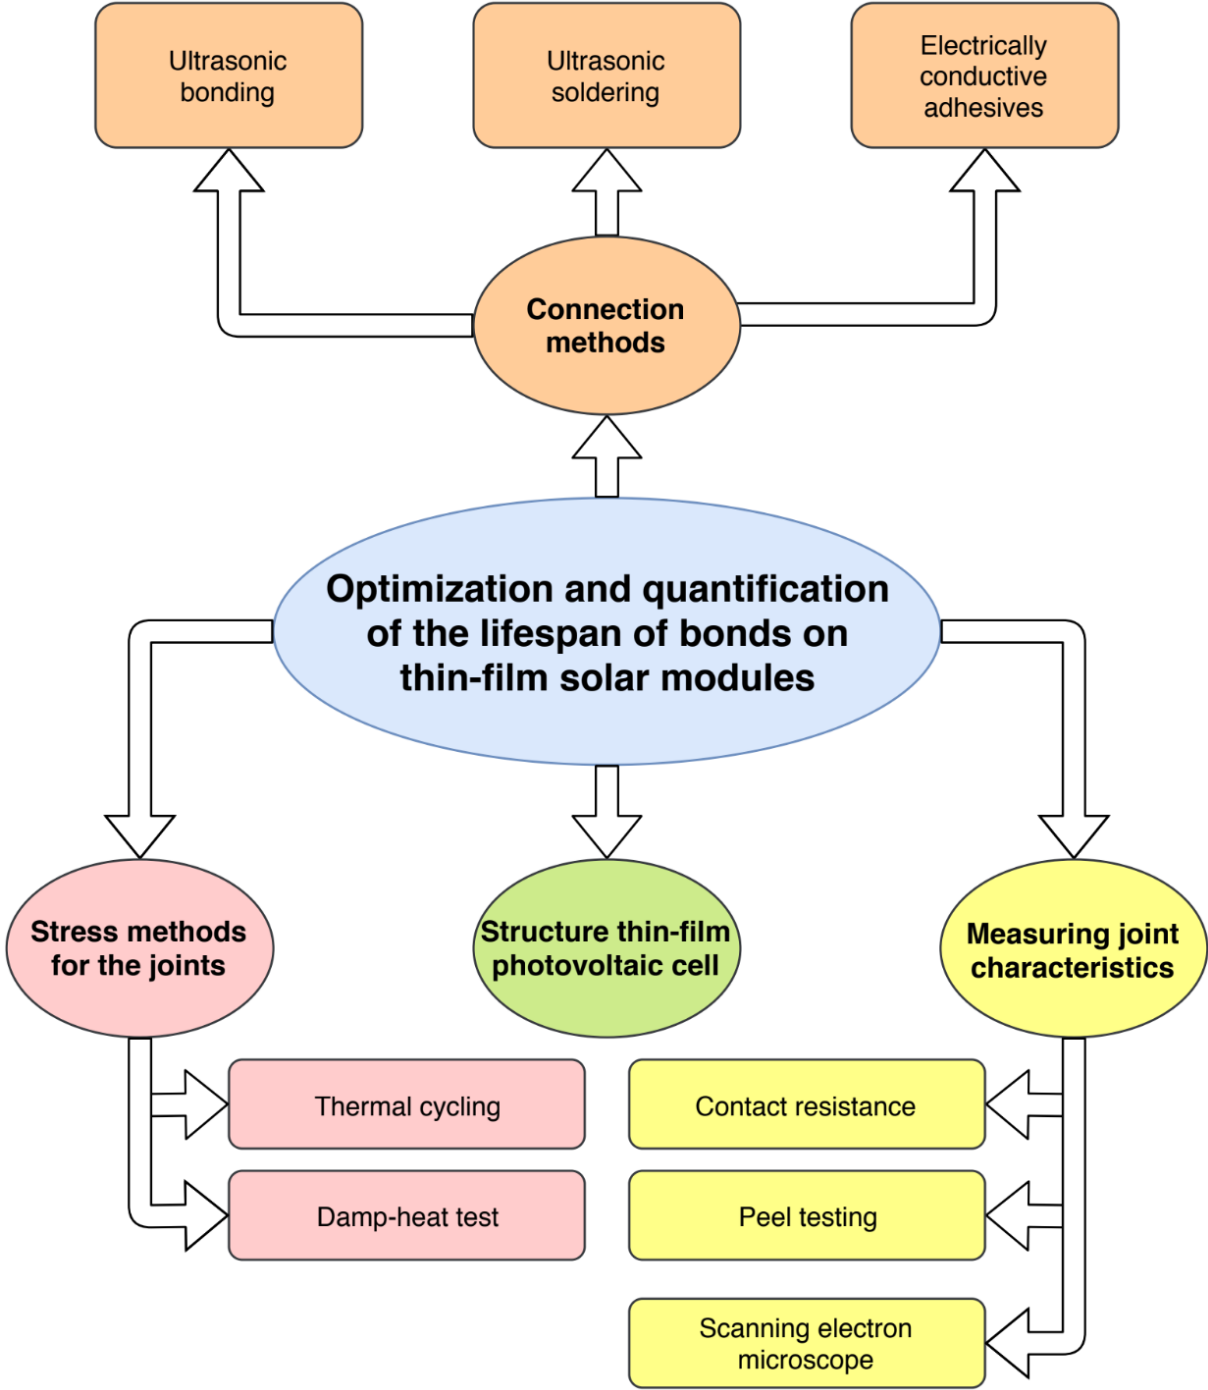 Ultrasonic
bonding
Ultrasonic
soldering
Electrically
conductive
adhesives
Connection
methods
Optimization and quantification
of the lifespan of bonds on
thin-film solar modules
Stress methods
for the joints
Structure thin-film
photovoltaic cell
Measuring joint
characteristics
Thermal cycling
Contact resistance
Damp-heat test
Peel testing
Scanning electron
microscope